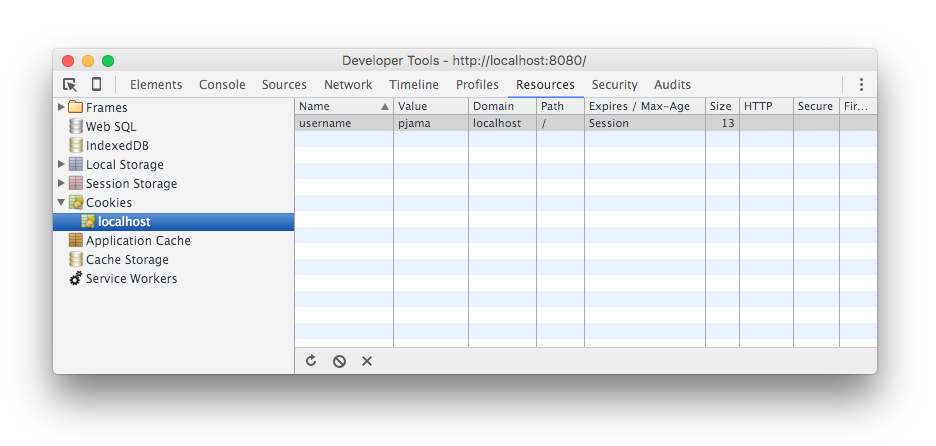 Developer Tools - http://localhost:8080/
Elements Console Sources Network Timeline Profiles Resources Security Audits
Frames
Web SQL
IndexedDB
Local Storage
Session Storage
Cookies
localhost
Application Cache
Cache Storage
Service Workers
Name Value Domain Path Expires / Max-Age Size HTTP Secure Fir...
username pjama localhost / Session 13